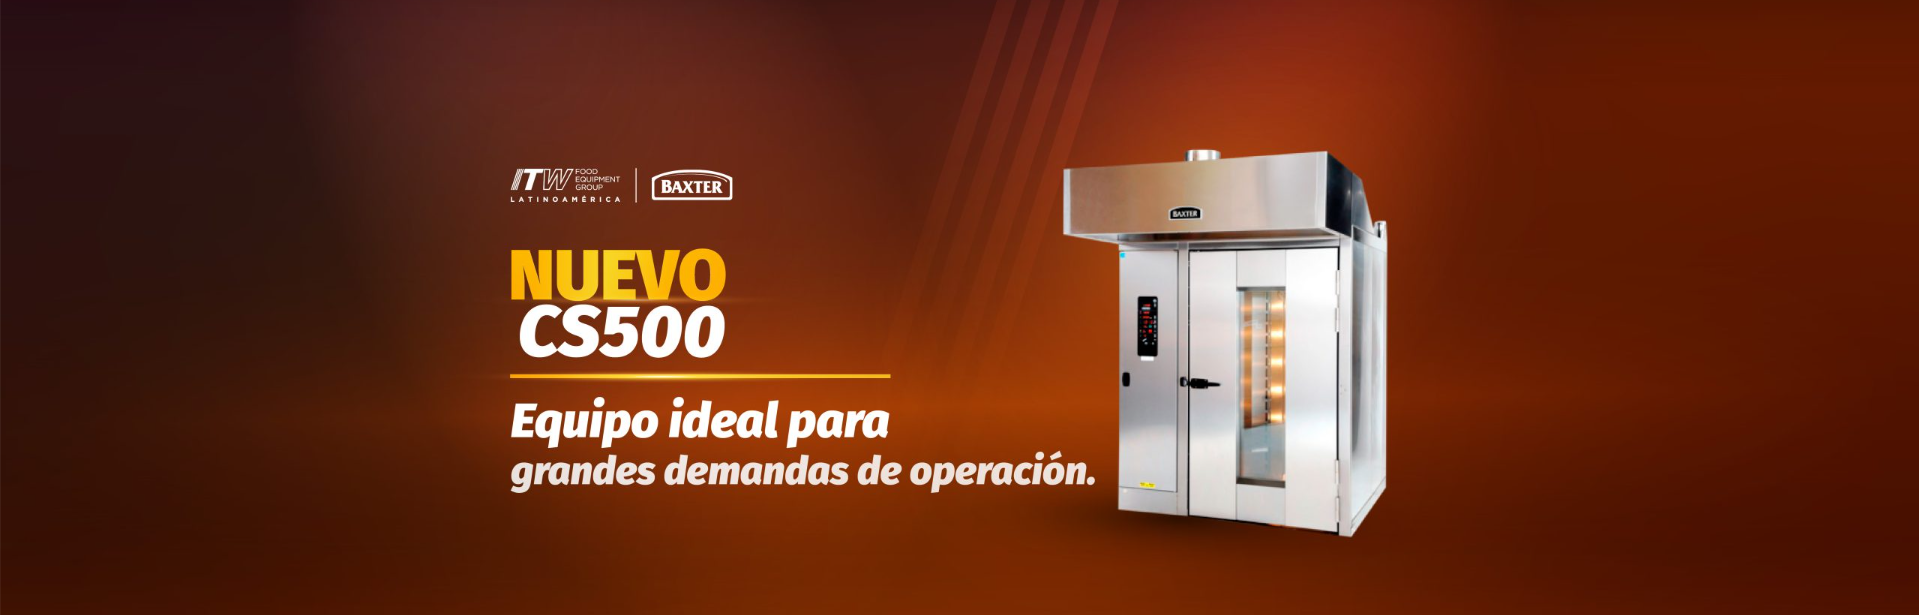 ITW FOOD
EQUIPMENT
GROUP
LATINOAMÉRICA
BAXTER
NUEVO
CS500
Equipo ideal para
grandes demandas de operación.
BAXTER